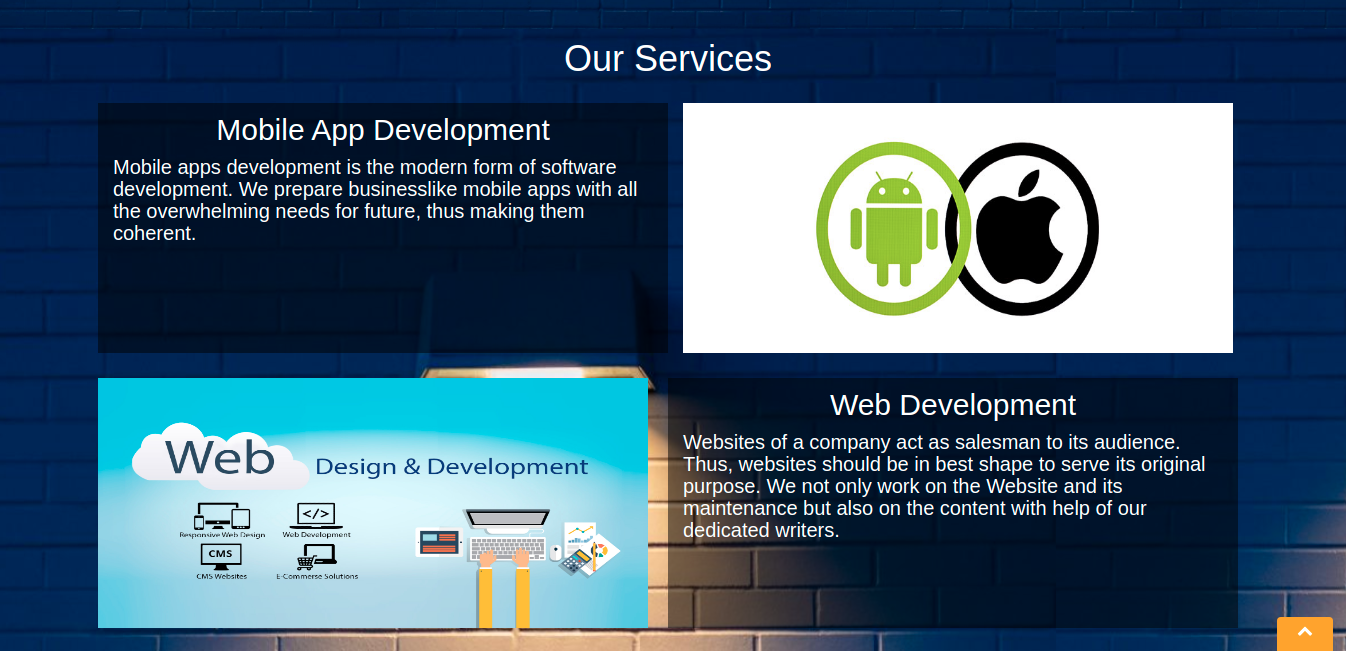 Our Services
Mobile App Development
Mobile apps development is the modern form of software
development. We prepare businesslike mobile apps with all
the overwhelming needs for future, thus making them
coherent.
Web
Design & Development
Responsive Web Design
Web Development
</>
CMS
CMS Websites
E-Commerse Solutions
Web Development
Websites of a company act as salesman to its audience.
Thus, websites should be in best shape to serve its original
purpose. We not only work on the Website and its
maintenance but also on the content with help of our
dedicated writers.